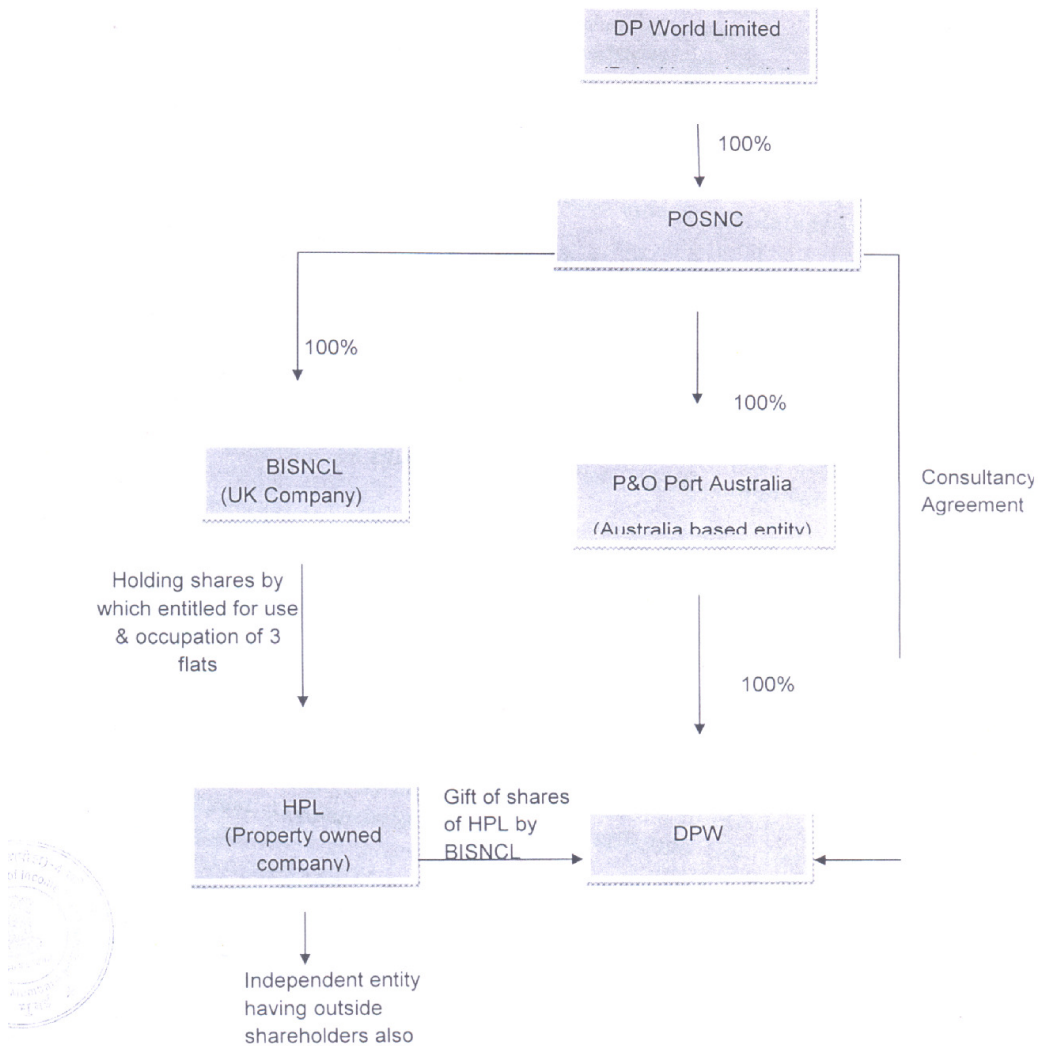 DP World Limited
100%
POSNC
100%
100%
BISNCL
(UK Company)
P&O Port Australia
(Australia based entity)
Consultancy
Agreement
Holding shares by
which entitled for use
& occupation of 3
flats
100%
HPL
(Property owned
company)
Gift of shares
of HPL by
BISNCL
DPW
Independent entity
having outside
shareholders also